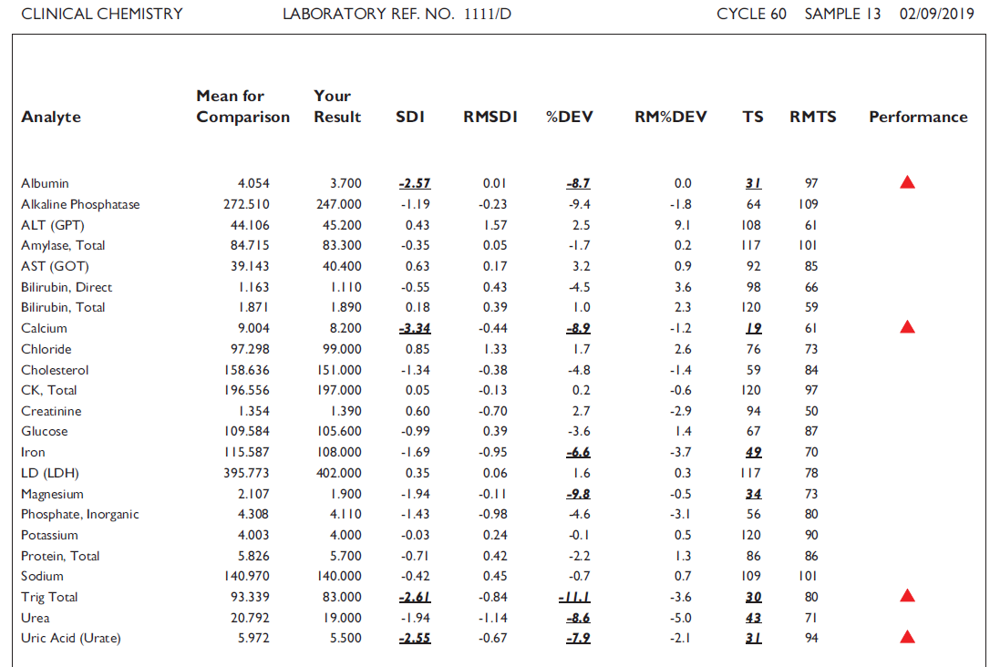 CLINICAL CHEMISTRY LABORATORY REF. NO. 1111/D CYCLE 60 SAMPLE 13 02/09/2019
Mean for Your
Analyte Comparison Result SDI RMSDI %DEV RM%DEV TS RMTS Performance
Albumin 4.054 3.700 -2.57 0.01 -8.7 0.0 31 97
Alkaline Phosphatase 272.510 247.000 -1.19 -0.23 -9.4 -1.8 64 109
ALT (GPT) 44.106 45.200 0.43 1.57 2.5 9.1 108 61
Amylase, Total 84.715 83.300 -0.35 0.05 -1.7 0.2 117 101
AST (GOT) 39.143 40.400 0.63 0.17 3.2 0.9 92 85
Bilirubin, Direct 1.163 1.110 -0.55 0.43 -4.5 3.6 98 66
Bilirubin, Total 1.871 1.890 0.18 0.39 1.0 2.3 120 59
Calcium 9.004 8.200 -3.34 -0.44 -8.9 -1.2 19 61
Chloride 97.298 99.000 0.85 1.33 1.7 2.6 76 73
Cholesterol 158.636 151.000 -1.34 -0.38 -4.8 -1.4 59 84
CK, Total 196.556 197.000 0.05 -0.13 0.2 -0.6 120 97
Creatinine 1.354 1.390 0.60 -0.70 2.7 -2.9 94 50
Glucose 109.584 105.600 -0.99 0.39 -3.6 1.4 67 87
Iron 115.587 108.000 -1.69 -0.95 -6.6 -3.7 49 70
LD (LDH) 395.773 402.000 0.35 0.06 1.6 0.3 117 78
Magnesium 2.107 1.900 -1.94 -0.11 -9.8 -0.5 34 73
Phosphate, Inorganic 4.308 4.110 -1.43 -0.98 -4.6 -3.1 56 80
Potassium 4.003 4.000 -0.03 0.24 -0.1 0.5 120 90
Protein, Total 5.826 5.700 -0.71 0.42 -2.2 1.3 86 86
Sodium 140.970 140.000 -0.42 0.45 -0.7 0.7 109 101
Trig Total 93.339 83.000 -2.61 -0.84 -11.1 -3.6 30 80
Urea 20.792 19.000 -1.94 -1.14 -8.6 -5.0 43 71
Uric Acid (Urate) 5.972 5.500 -2.55 -0.67 -7.9 -2.1 31 94